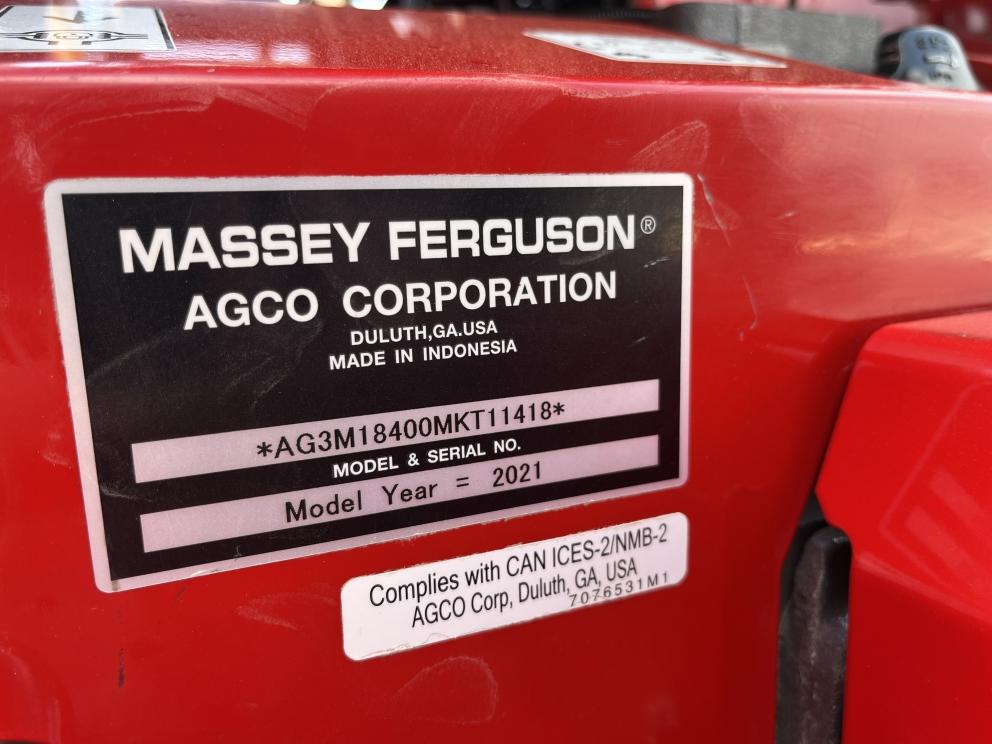 MASSEY FERGUSON®
AGCO CORPORATION
DULUTH,GA.USA
MADE IN INDONESIA
*AG3M18400MKT11418*
MODEL & SERIAL NO.
Model Year = 2021
Complies with CAN ICES-2/NMB-2
AGCO Corp, Duluth, GA, USA
7076531M1